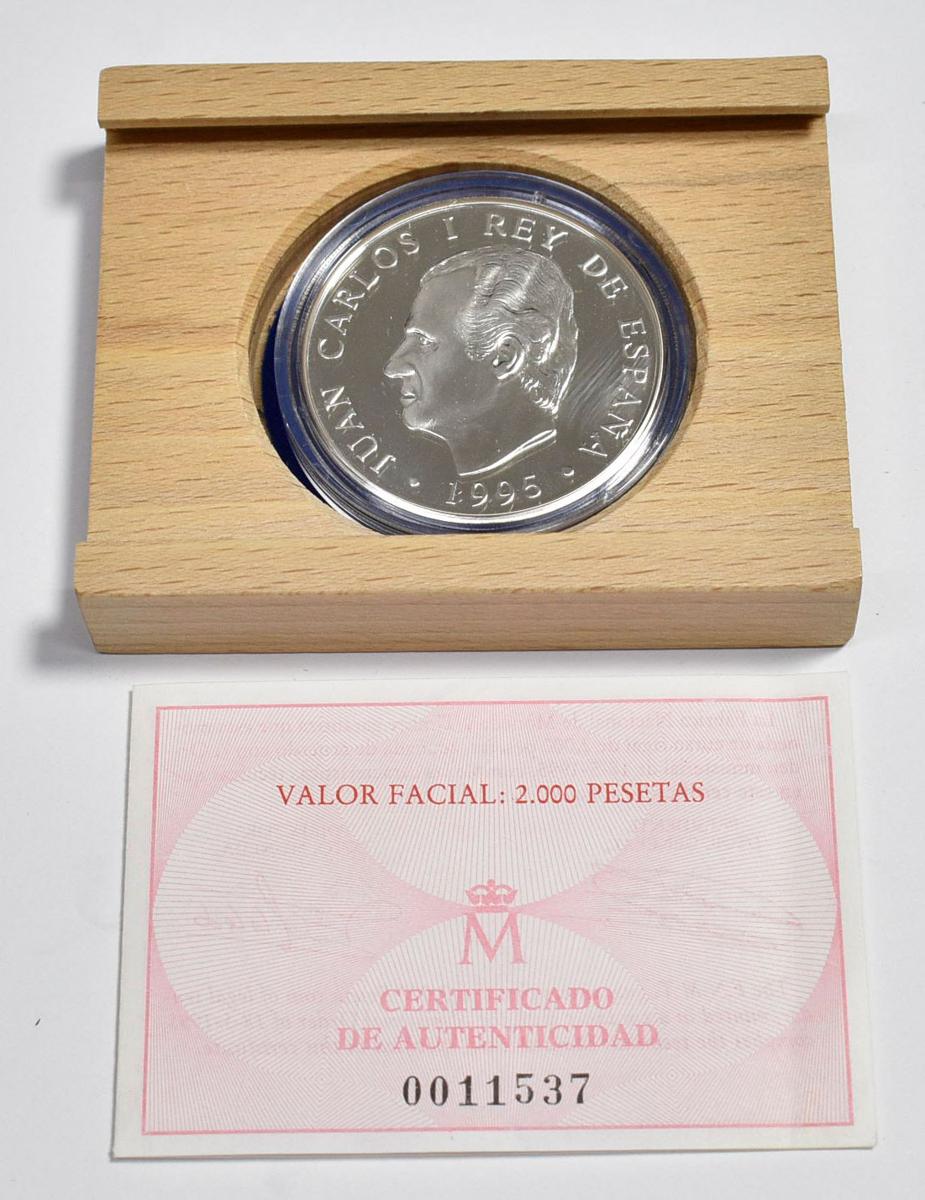 JUAN CARLOS I REY DE ESPAÑA
• 1995 •
VALOR FACIAL: 2.000 PESETAS
M
CERTIFICADO
DE AUTENTICIDAD
0011537